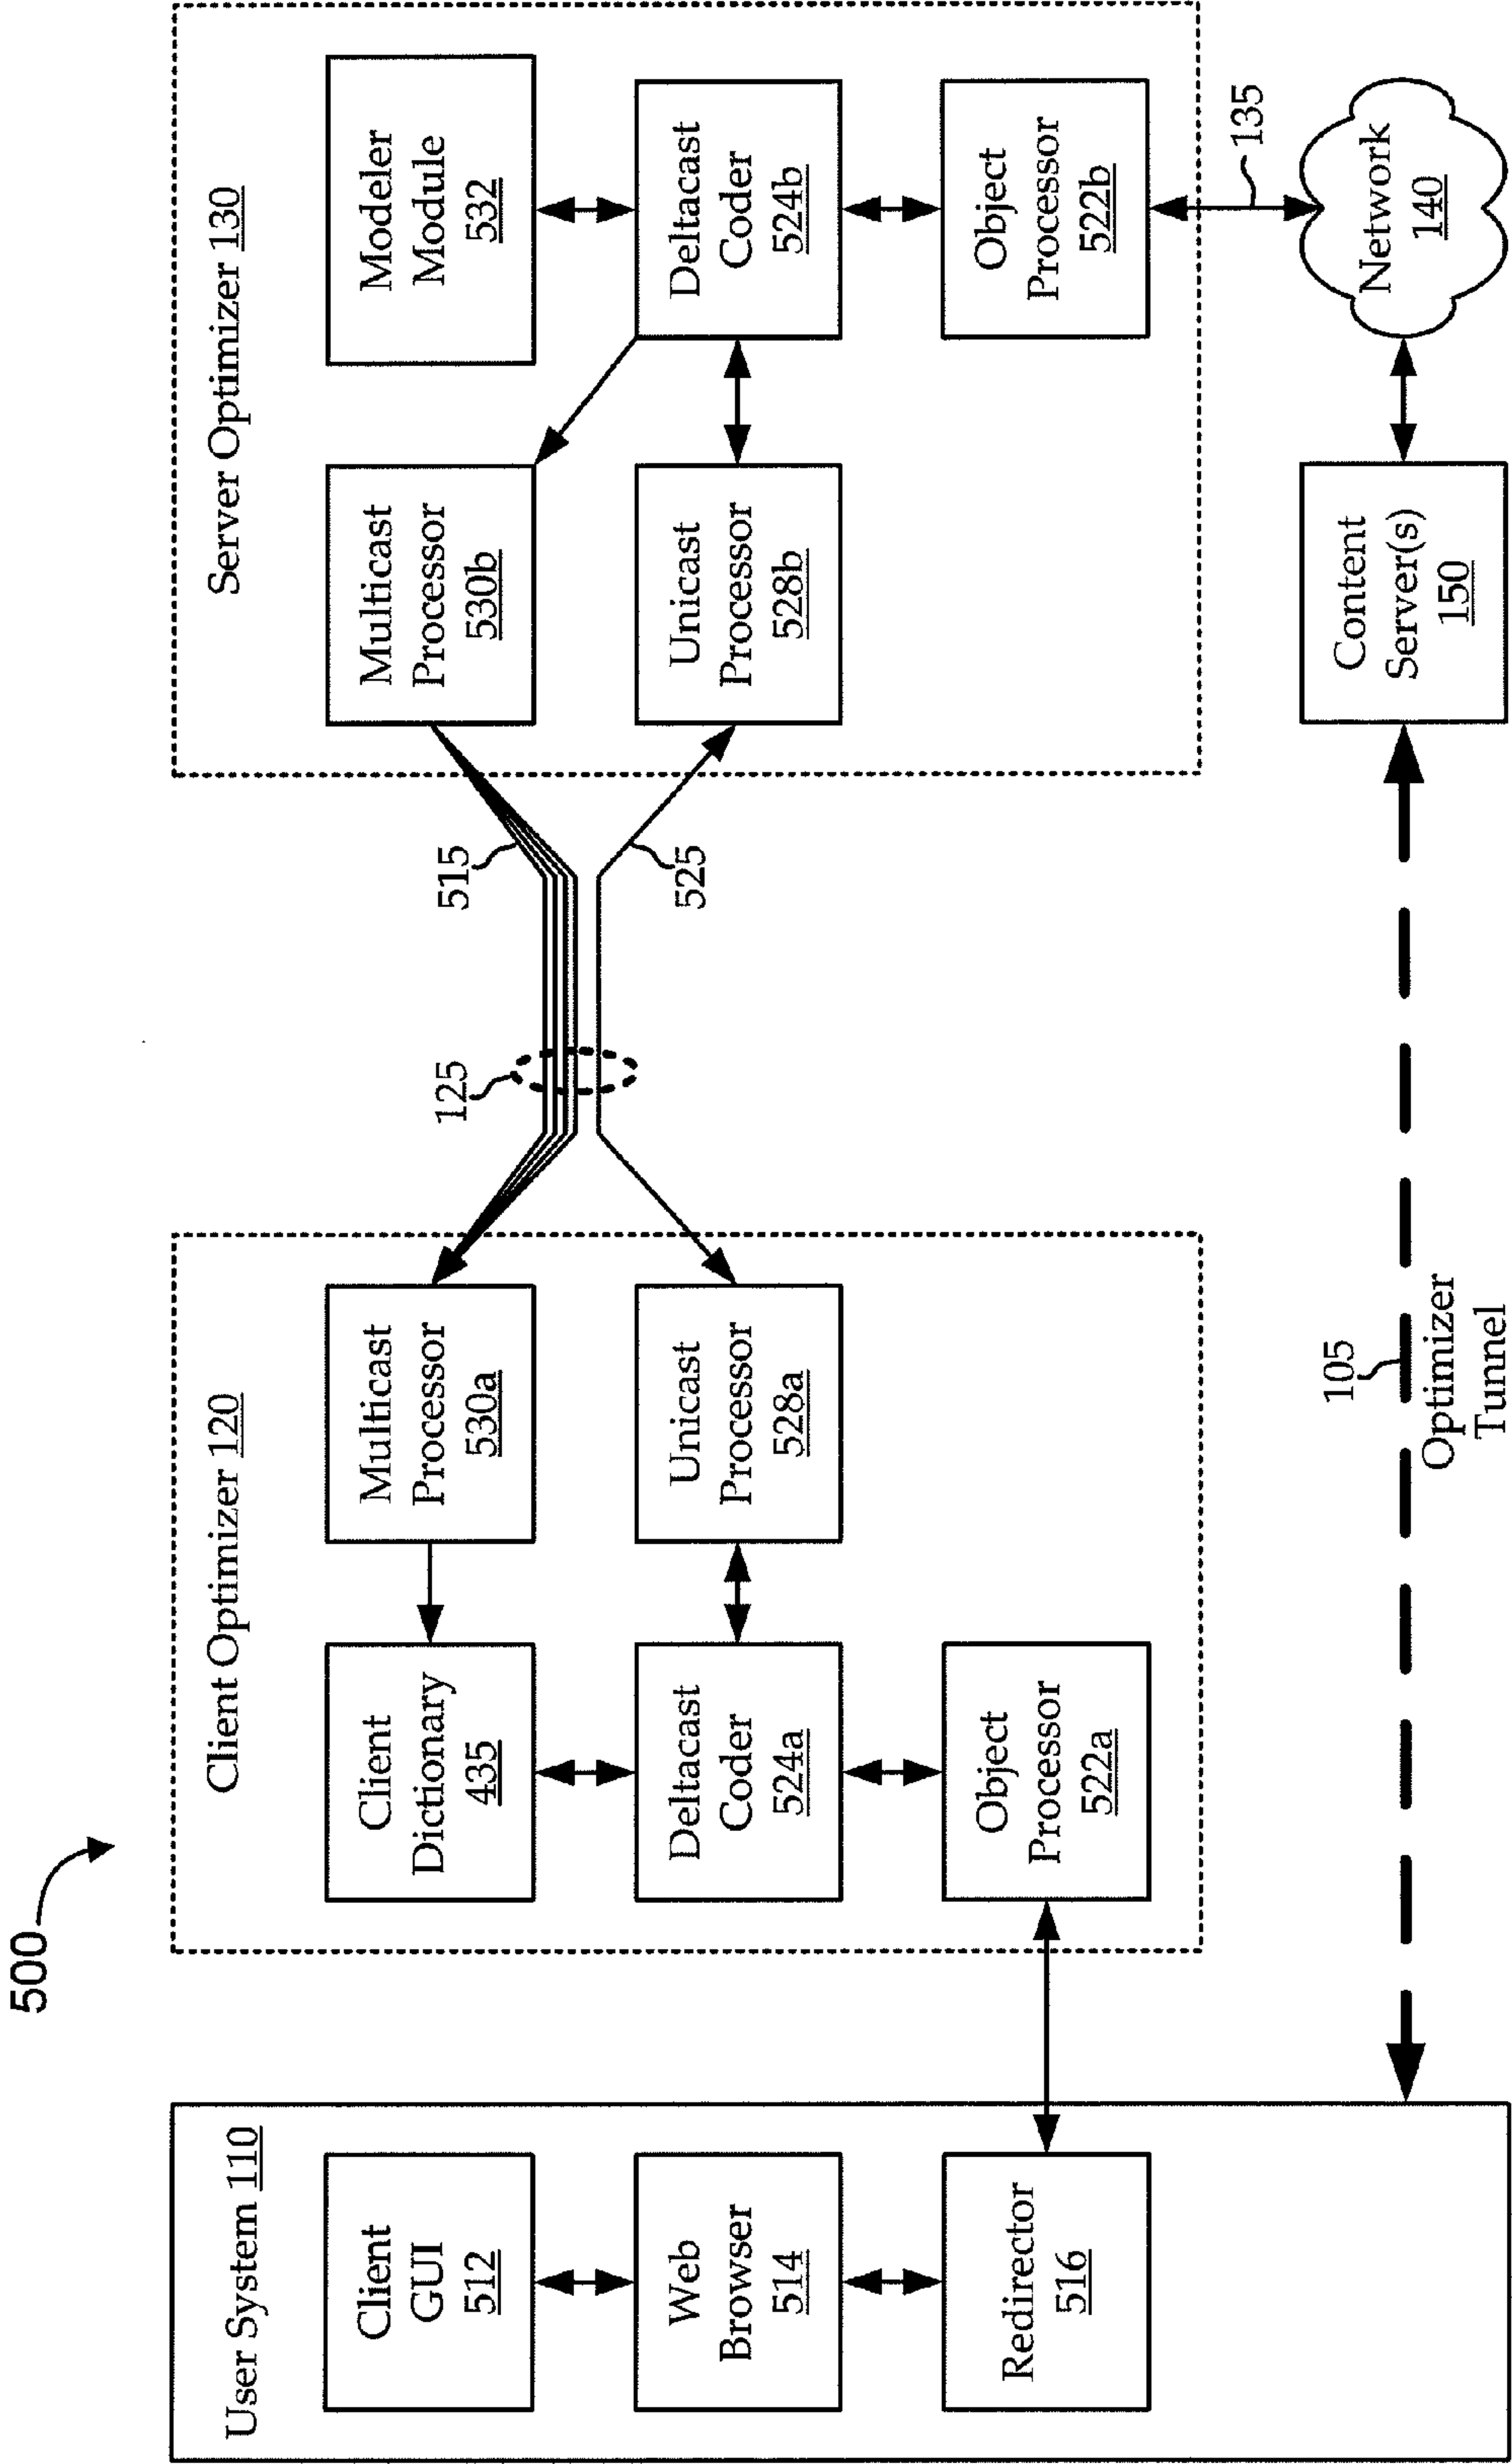 500
User System 110
Client
GUI
512
Web
Browser
514
Redirector
516
Client Optimizer 120
Client
Dictionary
435
Deltacast
Coder
524a
Object
Processor
522a
Multicast
Processor
530a
Unicast
Processor
528a
125
515
525
Server Optimizer 130
Multicast
Processor
530b
Unicast
Processor
528b
Modeler
Module
532
Deltacast
Coder
524b
Object
Processor
522b
135
Network
140
Content
Server(s)
150
105
Optimizer
Tunnel